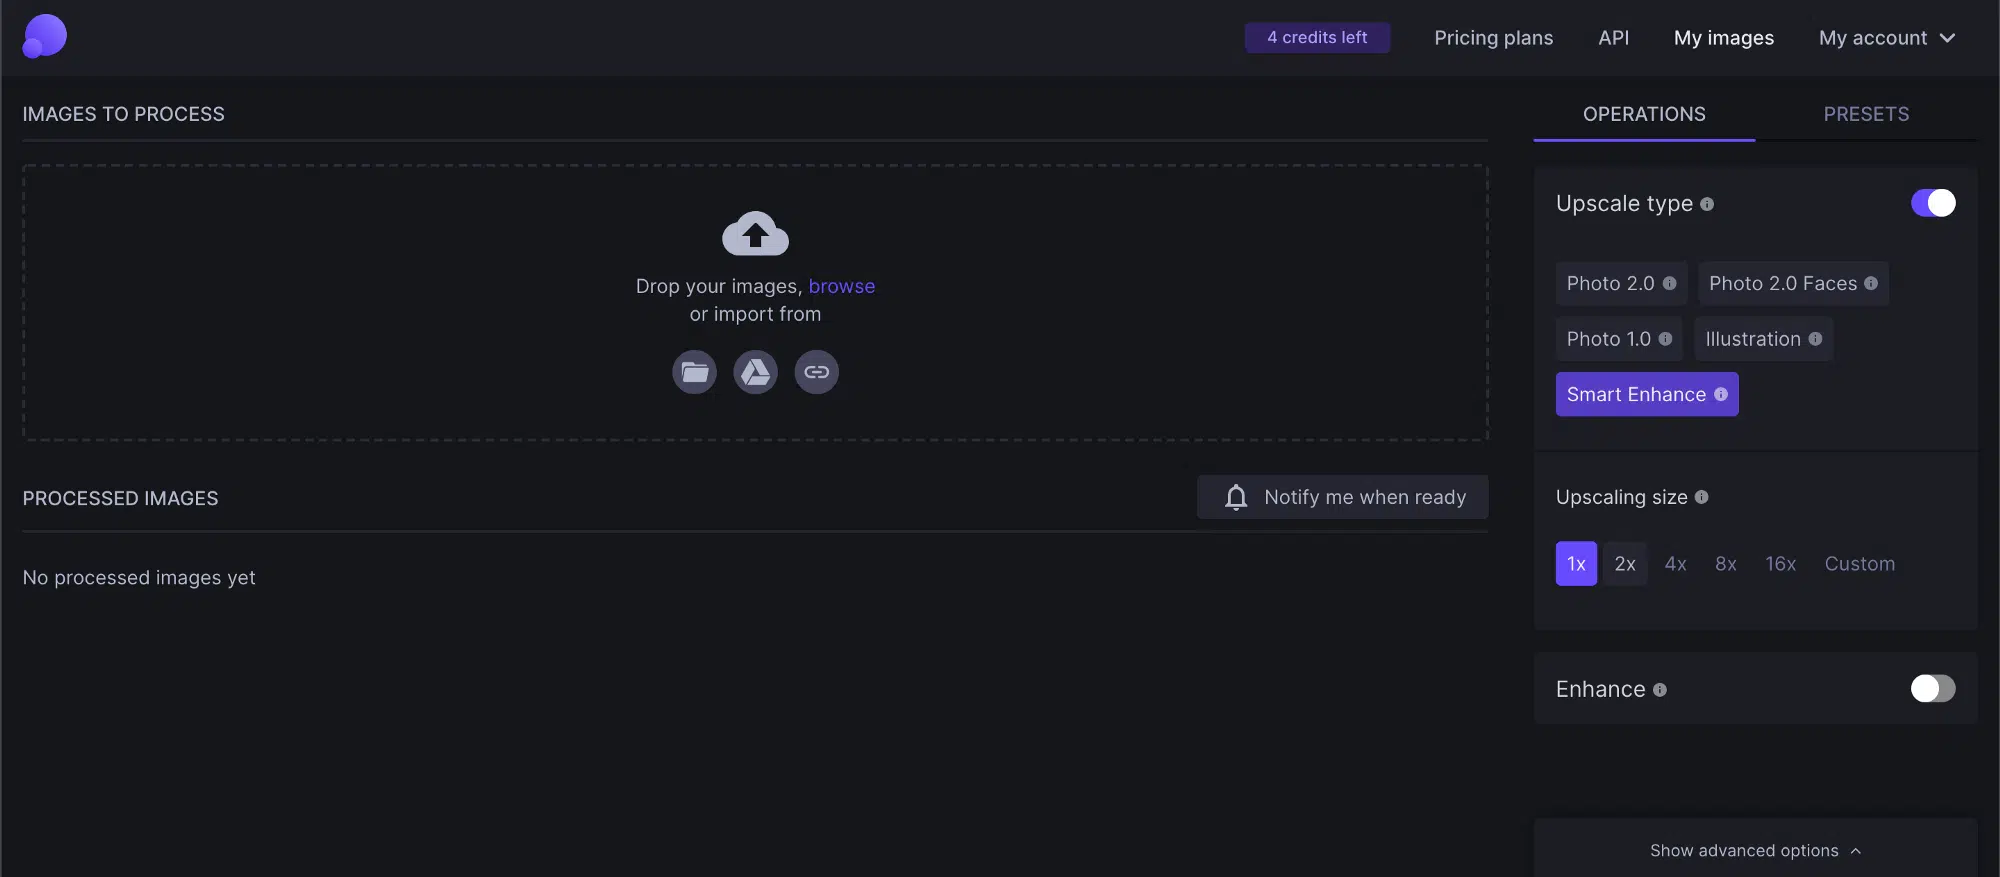 4 credits left
Pricing plans
API
My images
My account
IMAGES TO PROCESS
Drop your images, browse
or import from
PROCESSED IMAGES
Notify me when ready
No processed images yet
OPERATIONS
PRESETS
Upscale type
Photo 2.0
Photo 2.0 Faces
Photo 1.0
Illustration
Smart Enhance
Upscaling size
1x 2x 4x 8x 16x Custom
Enhance
Show advanced options